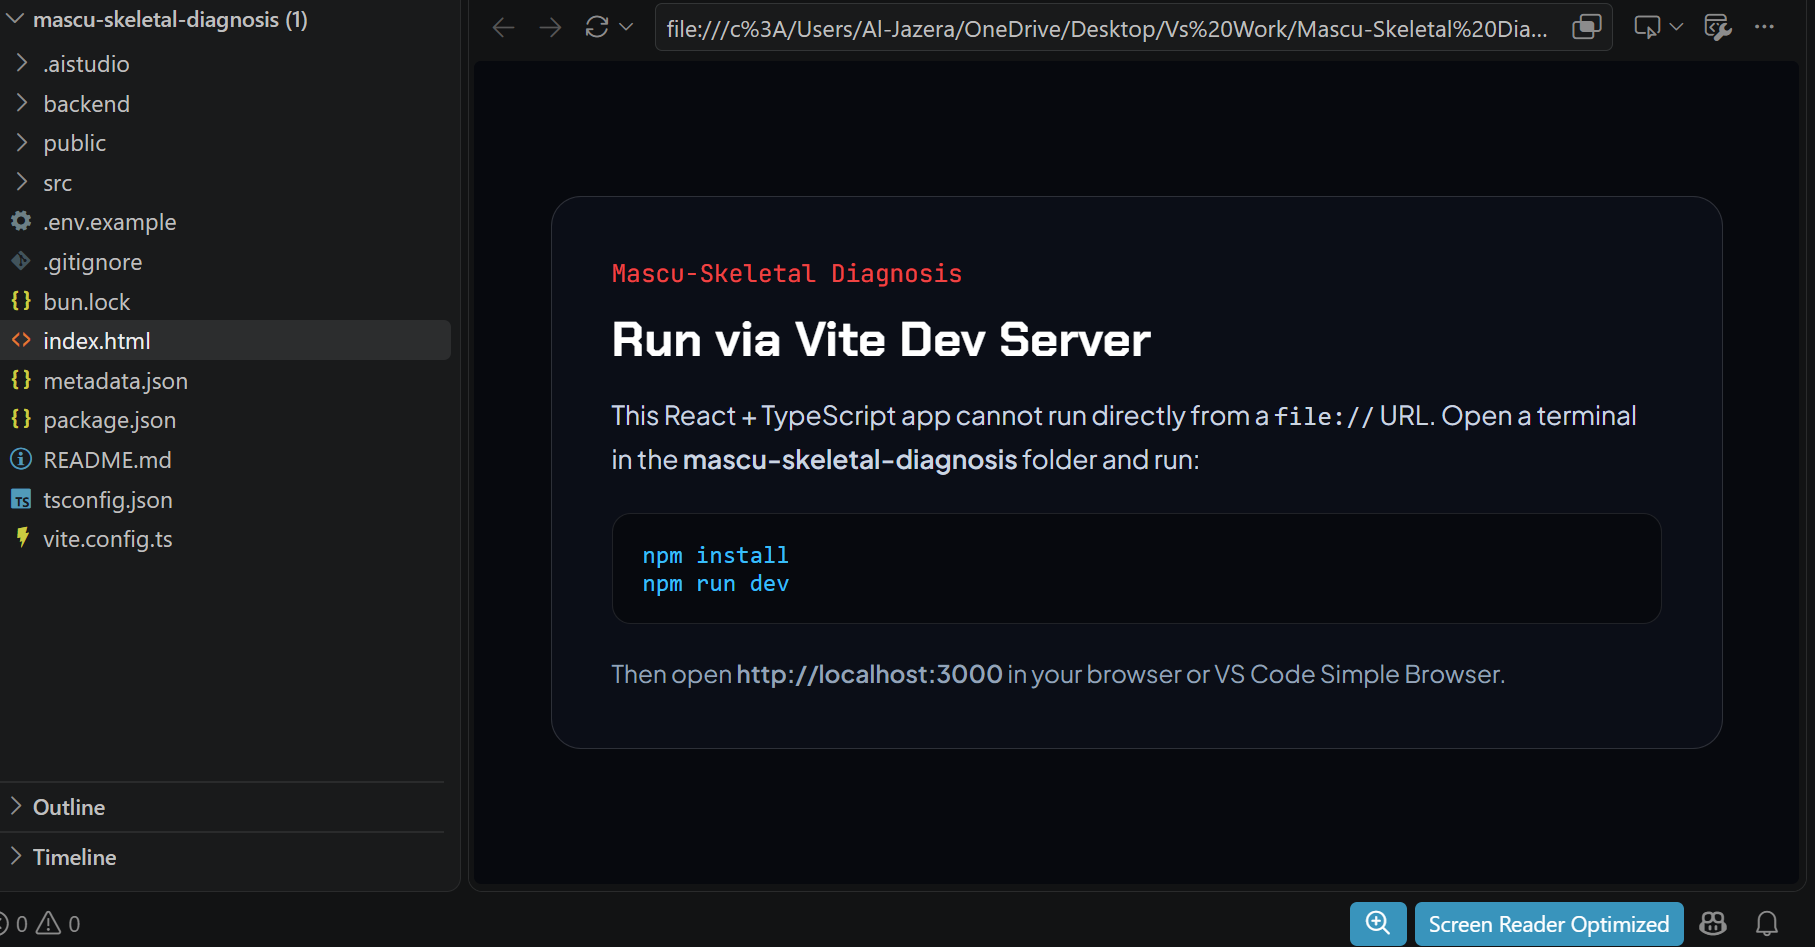 mascu-skeletal-diagnosis (1)
.aistudio
backend
public
src
.env.example
.gitignore
bun.lock
index.html
metadata.json
package.json
README.md
tsconfig.json
vite.config.ts
Outline
Timeline
file:///c%3A/Users/Al-Jazera/OneDrive/Desktop/Vs%20Work/Mascu-Skeletal%20Dia...
Mascu-Skeletal Diagnosis
Run via Vite Dev Server
This React + TypeScript app cannot run directly from a file:// URL. Open a terminal
in the mascu-skeletal-diagnosis folder and run:
npm install
npm run dev
Then open http://localhost:3000 in your browser or VS Code Simple Browser.
0 0
Screen Reader Optimized